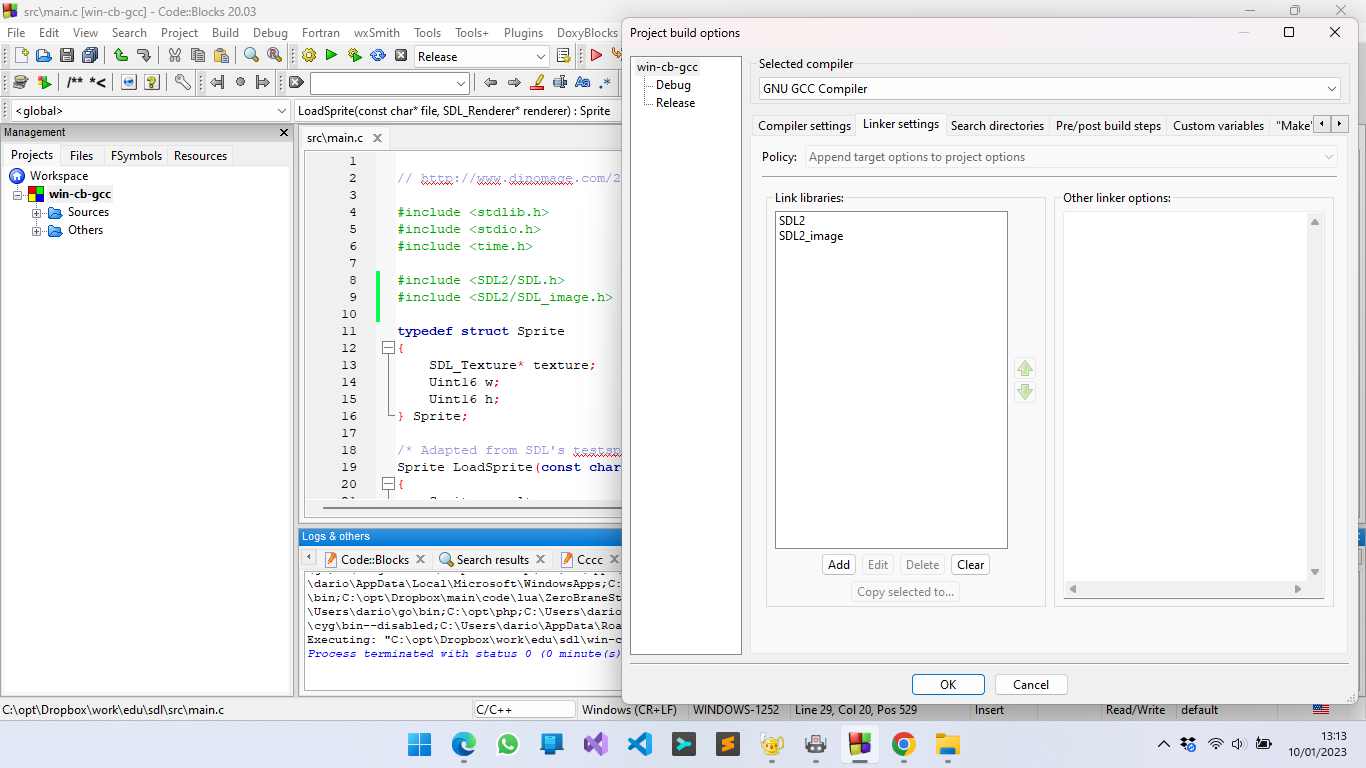 src\main.c [win-cb-gcc] - Code::Blocks 20.03
File Edit View Search Project Build Debug Fortran wxSmith Tools Tools+ Plugins DoxyBlocks
Release
/** *<
<global>
LoadSprite(const char* file, SDL_Renderer* renderer) : Sprite
Management
Projects Files FSymbols Resources
Workspace
win-cb-gcc
Sources
Others
src\main.c
1
2 // http://www.dinomage.com/2
3
4 #include <stdlib.h>
5 #include <stdio.h>
6 #include <time.h>
7
8 #include <SDL2/SDL.h>
9 #include <SDL2/SDL_image.h>
10
11 typedef struct Sprite
12 {
13 SDL_Texture* texture;
14 Uint16 w;
15 Uint16 h;
16 } Sprite;
17
18 /* Adapted from SDL's testsp
19 Sprite LoadSprite(const char
20 {
Logs & others
Code::Blocks Search results Cccc
\dario\AppData\Local\Microsoft\WindowsApps;C:
\bin;C:\opt\Dropbox\main\code\lua\ZeroBraneSt
\Users\dario\go\bin;C:\opt\php;C:\Users\dario
\cyg\bin--disabled;C:\Users\dario\AppData\Roa
Executing: "C:\opt\Dropbox\work\edu\sdl\win-c
Process terminated with status 0 (0 minute(s)
Project build options
win-cb-gcc
Debug
Release
Selected compiler
GNU GCC Compiler
Compiler settings Linker settings Search directories Pre/post build steps Custom variables "Make"
Policy: Append target options to project options
Link libraries:
SDL2
SDL2_image
Add Edit Delete Clear
Copy selected to...
Other linker options:
OK Cancel
C:\opt\Dropbox\work\edu\sdl\src\main.c C/C++ Windows (CR+LF) WINDOWS-1252 Line 29, Col 20, Pos 529 Insert Read/Write default
13:13
10/01/2023